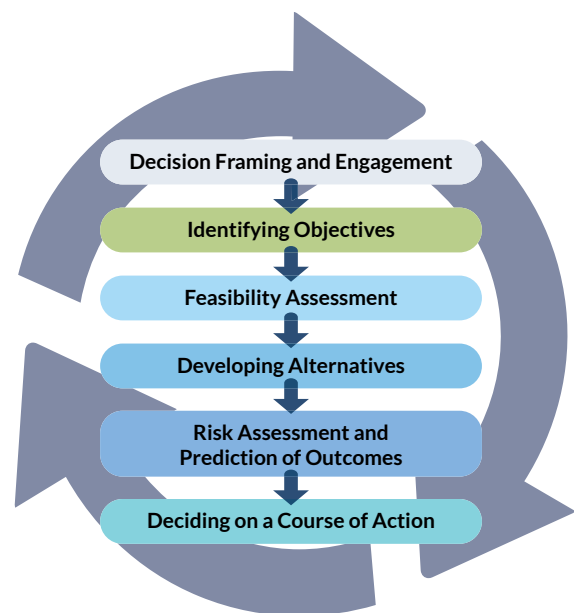 Decision Framing and Engagement
Identifying Objectives
Feasibility Assessment
Developing Alternatives
Risk Assessment and
Prediction of Outcomes
Deciding on a Course of Action